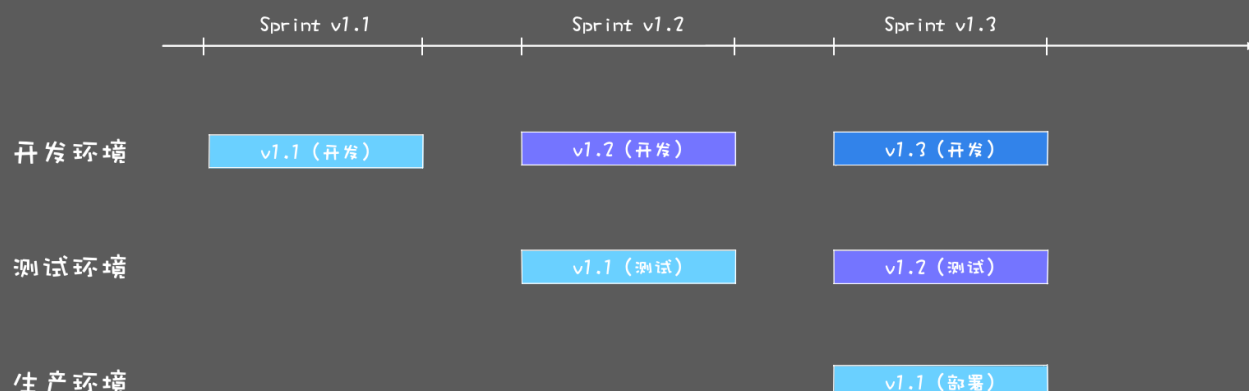 Sprint v1.1
Sprint v1.2
Sprint v1.3
开发环境
v1.1（开发）
v1.2（开发）
v1.3（开发）
测试环境
v1.1（测试）
v1.2（测试）
生产环境
v1.1（部署）